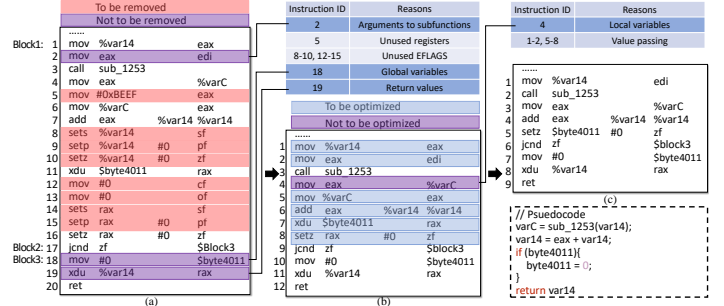 To be removed
Not to be removed
......
Block1: 1 mov %var14 eax
2 mov eax edi
3 call sub_1253
4 mov eax %varC
5 mov #0xBEEF eax
6 mov %varC eax
7 add eax %var14 %var14
8 sets %var14 sf
9 setp %var14 #0 pf
10 setz %var14 #0 zf
11 xdu $byte4011 rax
12 mov #0 cf
13 mov #0 of
14 sets rax sf
15 setp rax #0 pf
16 setz rax #0 zf
Block2: 17 jcnd zf $Block3
Block3: 18 mov #0 $byte4011
19 xdu %var14 rax
20 ret
(a)
Instruction ID Reasons
2 Arguments to subfunctions
5 Unused registers
8-10, 12-15 Unused EFLAGS
18 Global variables
19 Return values
To be optimized
Not to be optimized
......
1 mov %var14 eax
2 mov eax edi
3 call sub_1253
4 mov eax %varC
5 mov %varC eax
6 add eax %var14 %var14
7 xdu $byte4011 rax
8 setz rax #0 zf
9 jcnd zf $Block3
10 mov #0 $byte4011
11 xdu %var14 rax
12 ret
(b)
Instruction ID Reasons
4 Local variables
1-2, 5-8 Value passing
......
1 mov %var14 edi
2 call sub_1253
3 mov eax %varC
4 add eax %var14 %var14
5 setz $byte4011 #0 zf
6 jcnd zf $block3
7 mov #0 $byte4011
8 xdu %var14 rax
9 ret
(c)
// Psuedocode
varC = sub_1253(var14);
var14 = eax + var14;
if (byte4011){
byte4011 = 0;
}
return var14